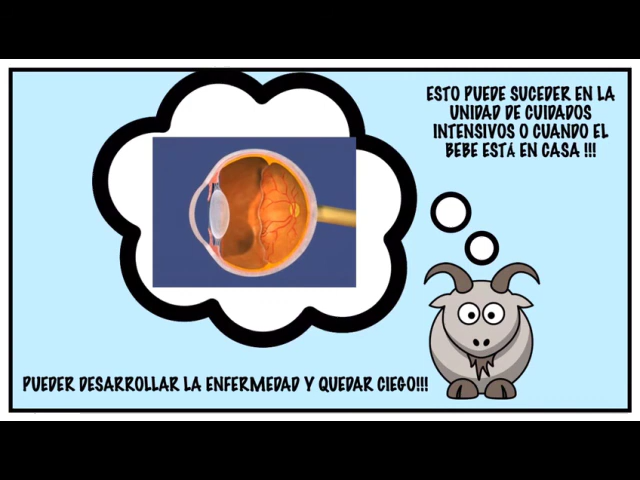 ESTO PUEDE SUCEDER EN LA
UNIDAD DE CUIDADOS
INTENSIVOS O CUANDO EL
BEBE ESTÁ EN CASA !!!
PUEDER DESARROLLAR LA ENFERMEDAD Y QUEDAR CIEGO!!!